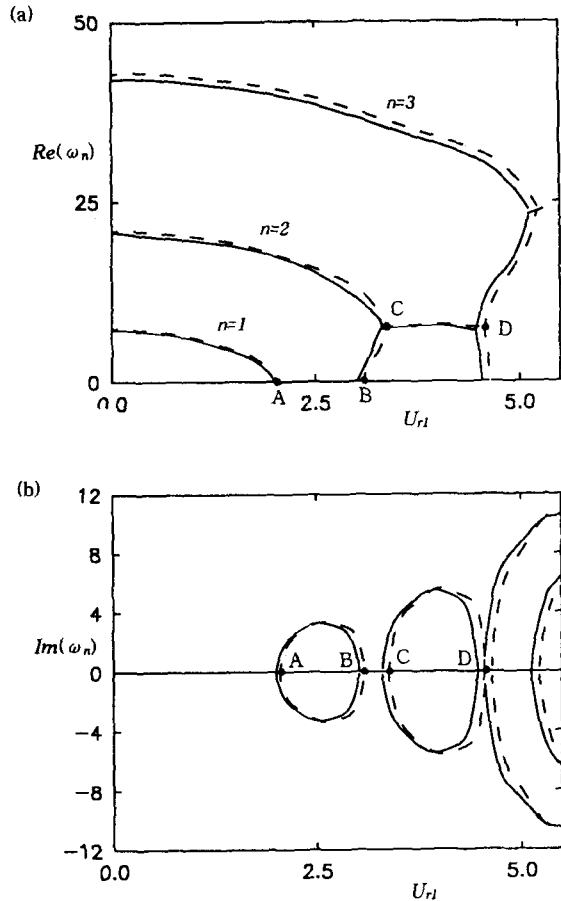 (a)
50
n=3
Re(ω_n)
25
n=2
C
n=1
D
0
A
B
0.0
2.5
5.0
U_r1
(b)
12
8
4
Im(ω_n)
A
B
C
D
0
-4
-8
-12
0.0
2.5
5.0
U_r1